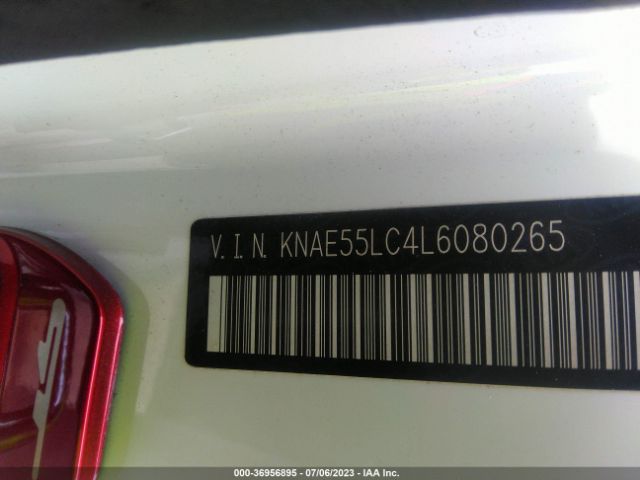 V.I.N. KNAE55LC4L6080265
000-36956895 - 07/06/2023 - IAA Inc.